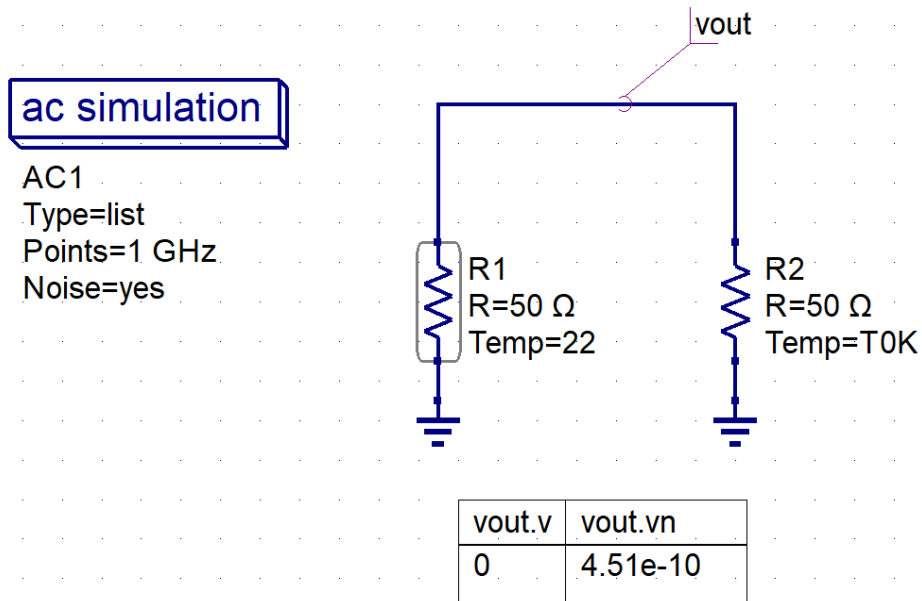 vout
ac simulation
AC1
Type=list
Points=1 GHz
Noise=yes
R1
R=50 Ω
Temp=22
R2
R=50 Ω
Temp=T0K
vout.v vout.vn
0 4.51e-10